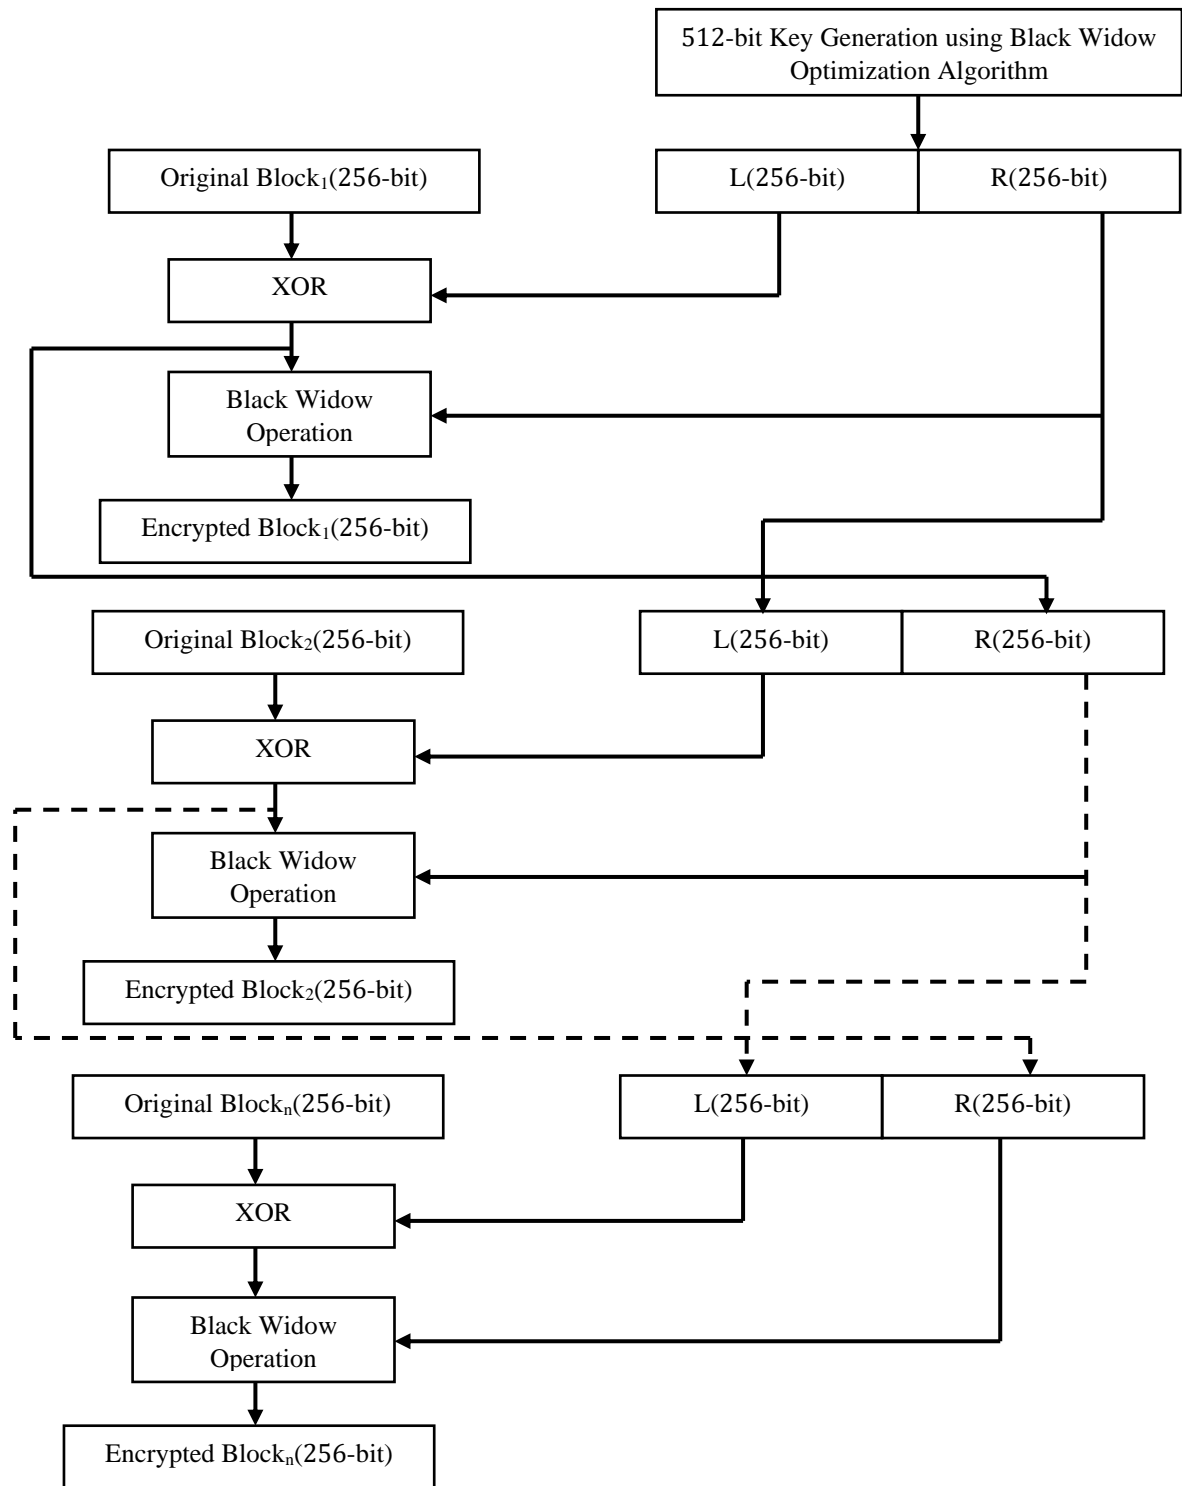 512-bit Key Generation using Black Widow
Optimization Algorithm
Original Block₁(256-bit)
L(256-bit)
R(256-bit)
XOR
Black Widow
Operation
Encrypted Block₁(256-bit)
Original Block₂(256-bit)
L(256-bit)
R(256-bit)
XOR
Black Widow
Operation
Encrypted Block₂(256-bit)
Original Blockₙ(256-bit)
L(256-bit)
R(256-bit)
XOR
Black Widow
Operation
Encrypted Blockₙ(256-bit)